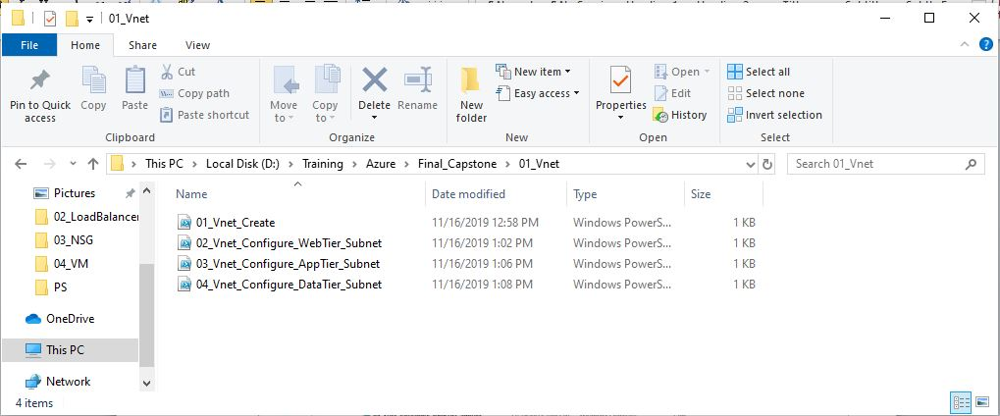 01_Vnet
File Home Share View
Pin to Quick access
Copy
Paste
Cut
Copy path
Paste shortcut
Clipboard
Move to
Copy to
Delete
Rename
Organize
New folder
New item
Easy access
New
Properties
Open
Edit
History
Open
Select all
Select none
Invert selection
Select
This PC > Local Disk (D:) > Training > Azure > Final_Capstone > 01_Vnet
Search 01_Vnet
Pictures
02_LoadBalancer
03_NSG
04_VM
PS
OneDrive
This PC
Network
Name Date modified Type Size
01_Vnet_Create 11/16/2019 12:58 PM Windows PowerS... 1 KB
02_Vnet_Configure_WebTier_Subnet 11/16/2019 1:02 PM Windows PowerS... 1 KB
03_Vnet_Configure_AppTier_Subnet 11/16/2019 1:06 PM Windows PowerS... 1 KB
04_Vnet_Configure_DataTier_Subnet 11/16/2019 1:08 PM Windows PowerS... 1 KB
4 items